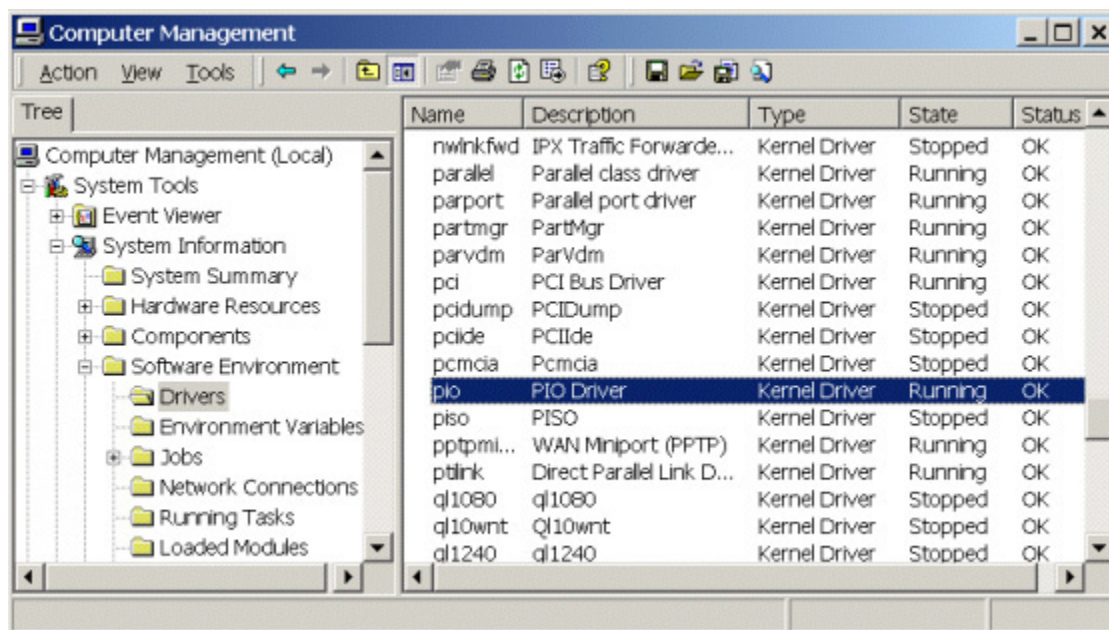 Computer Management
Action View Tools
Tree
Computer Management (Local)
System Tools
Event Viewer
System Information
System Summary
Hardware Resources
Components
Software Environment
Drivers
Environment Variables
Jobs
Network Connections
Running Tasks
Loaded Modules
Name Description Type State Status
nwlnkfwd IPX Traffic Forwarde... Kernel Driver Stopped OK
parallel Parallel class driver Kernel Driver Running OK
parport Parallel port driver Kernel Driver Running OK
partmgr PartMgr Kernel Driver Running OK
parvdm ParVdm Kernel Driver Running OK
pci PCI Bus Driver Kernel Driver Running OK
pcidump PCIDump Kernel Driver Stopped OK
pciide PCIIde Kernel Driver Stopped OK
pcmcia Pcmcia Kernel Driver Stopped OK
pio PIO Driver Kernel Driver Running OK
piso PISO Kernel Driver Stopped OK
pptpmi... WAN Miniport (PPTP) Kernel Driver Running OK
ptilink Direct Parallel Link D... Kernel Driver Running OK
ql1080 ql1080 Kernel Driver Stopped OK
ql10wnt Ql10wnt Kernel Driver Stopped OK
ql1240 ql1240 Kernel Driver Stopped OK